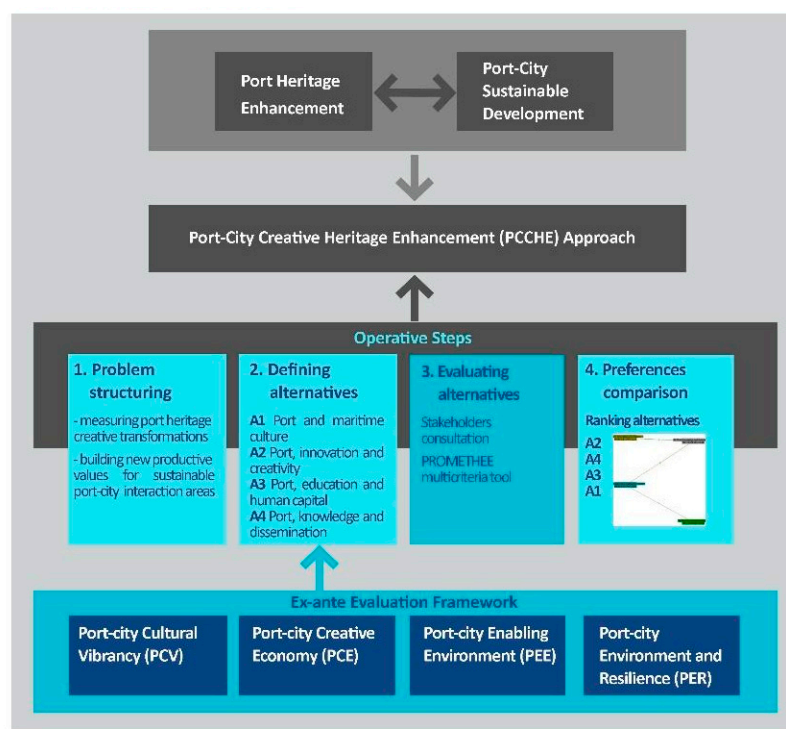 Port Heritage
Enhancement
Port-City
Sustainable
Development
Port-City Creative Heritage Enhancement (PCCHE) Approach
Operative Steps
1. Problem
structuring
- measuring port heritage
creative transformations
- building new productive
values for sustainable
port-city interaction areas
2. Defining
alternatives
A1 Port and maritime
culture
A2 Port, innovation and
creativity
A3 Port, education and
human capital
A4 Port, knowledge and
dissemination
3. Evaluating
alternatives
Stakeholders
consultation
PROMETHEE
multicriteria tool
4. Preferences
comparison
Ranking alternatives
A2
A4
A3
A1
Ex-ante Evaluation Framework
Port-city Cultural
Vibrancy (PCV)
Port-city Creative
Economy (PCE)
Port-city Enabling
Environment (PEE)
Port-city
Environment and
Resilience (PER)